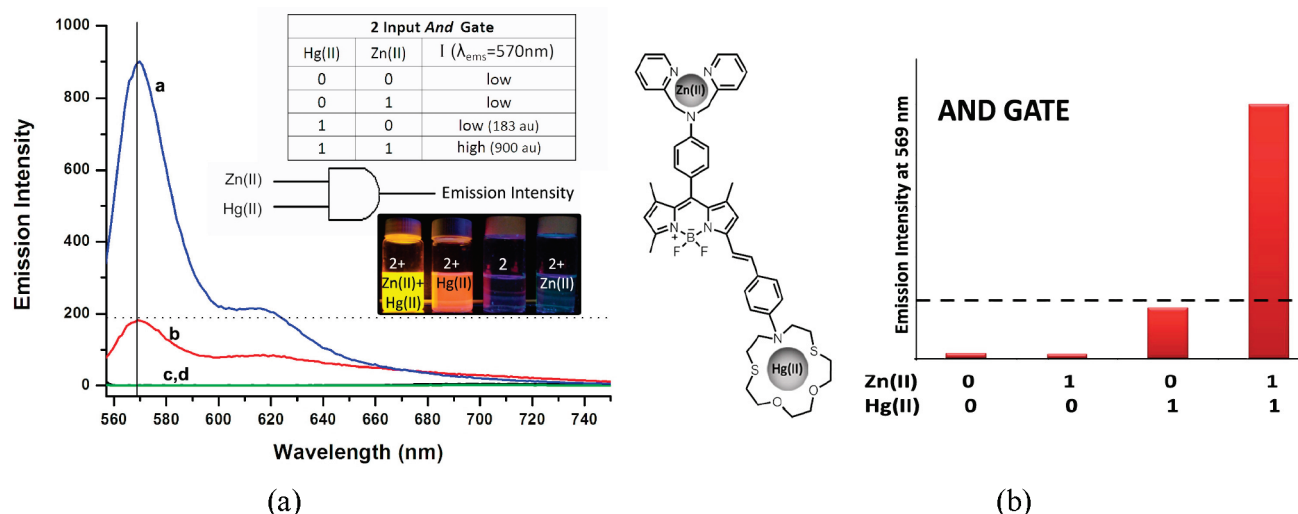 1000
800
600
400
200
0
Emission Intensity
560 580 600 620 640 660 680 700 720 740
Wavelength (nm)
a
b
c,d
2 Input And Gate
Hg(II) Zn(II) I (λems=570nm)
0 0 low
0 1 low
1 0 low (183 au)
1 1 high (900 au)
Zn(II)
Hg(II)
Emission Intensity
2+ 2+ 2 2+
Zn(II)+ Hg(II) Zn(II)
Hg(II)
(a)
N N
Zn(II)
N
N B N
+ −
F F
N
S
S
Hg(II)
O O
AND GATE
Emission Intensity at 569 nm
Zn(II) 0 1 0 1
Hg(II) 0 0 1 1
(b)